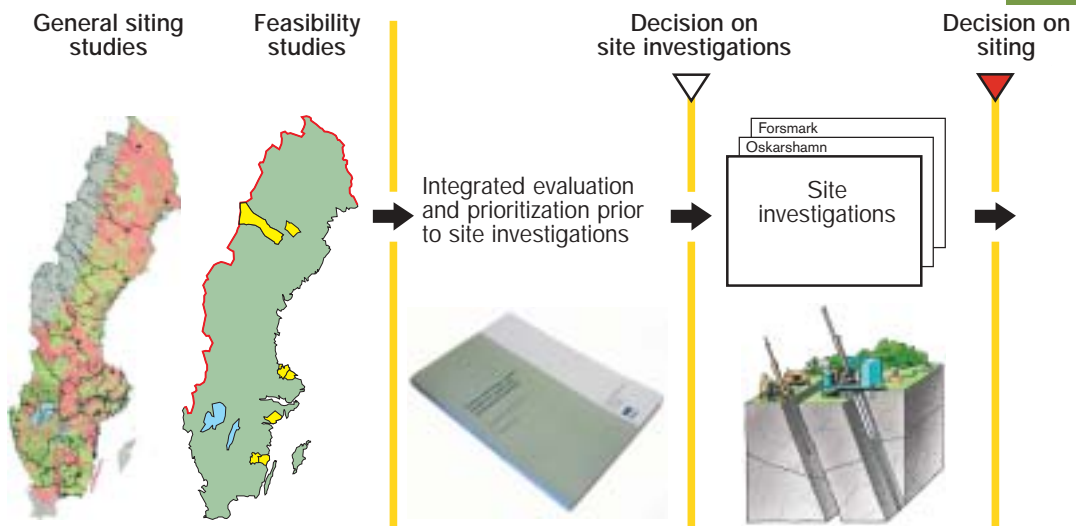 General siting
studies
Feasibility
studies
Decision on
site investigations
Decision on
siting
Integrated evaluation
and prioritization prior
to site investigations
Forsmark
Oskarshamn
Site
investigations